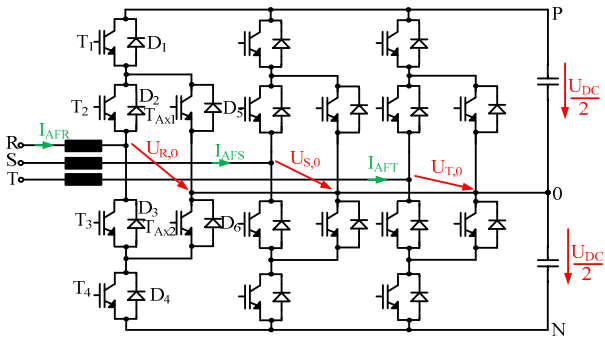 P
T1 D1
UDC
2
T2 D2
TAx1 D5
R IAFR
UR,0
S IAFS
US,0
T IAFT
UT,0
0
T3 D3
TAx2 D6
UDC
2
T4 D4
N